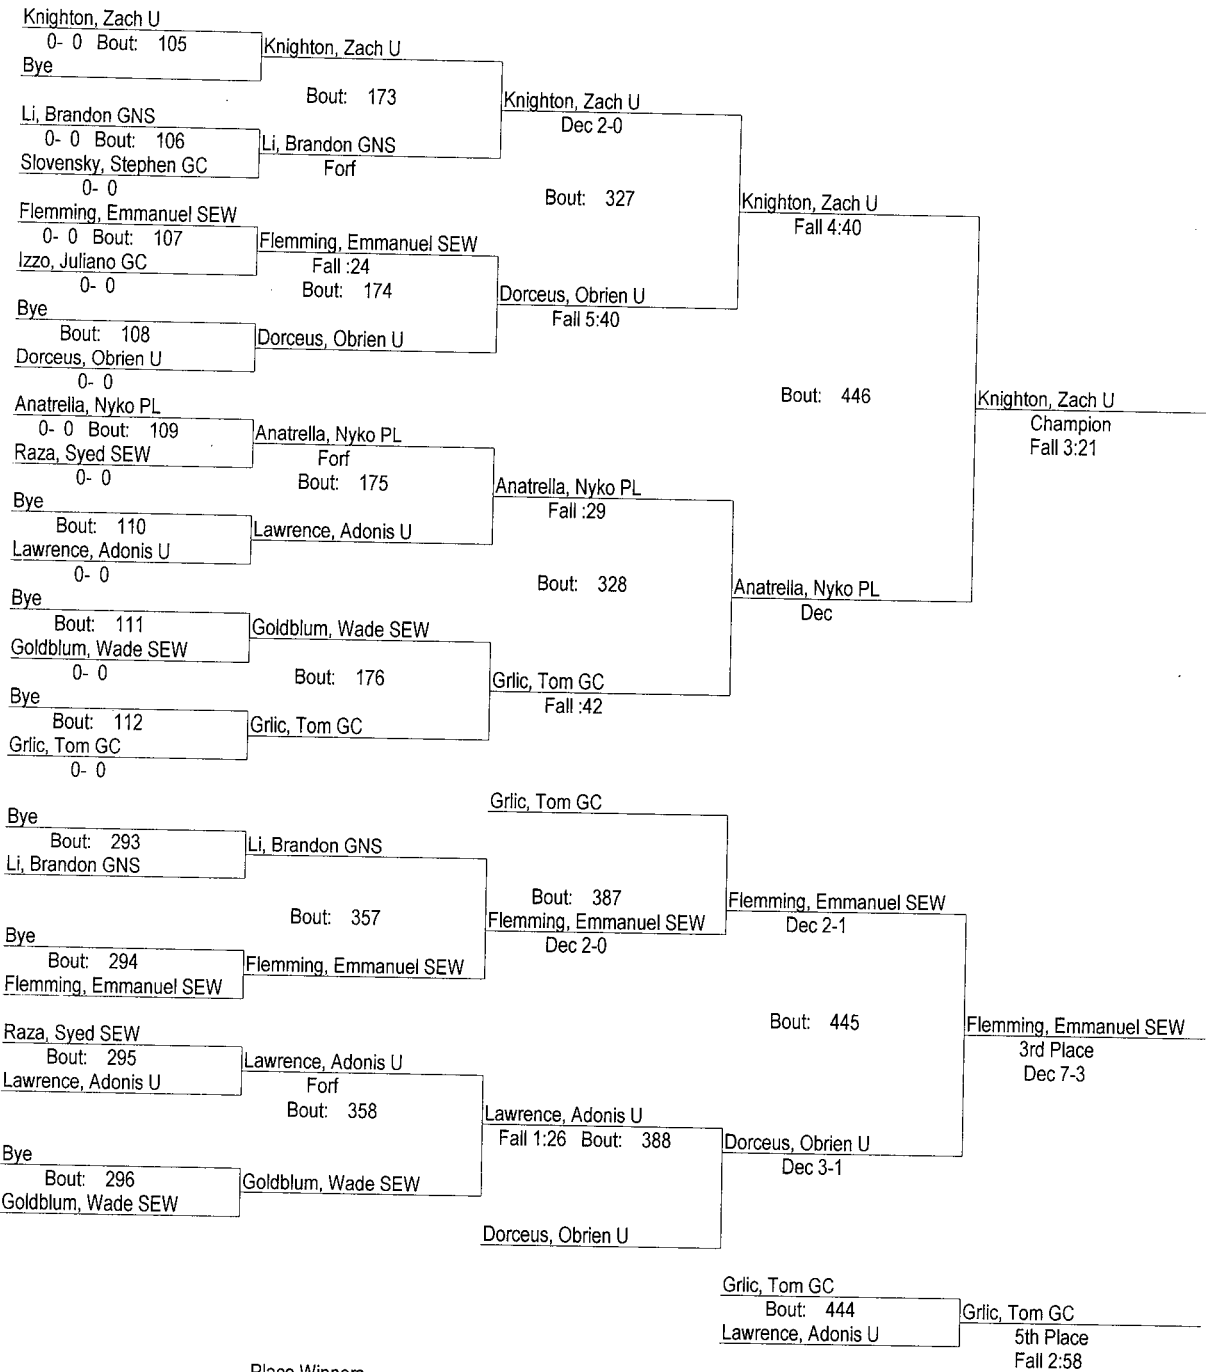 Knighton, Zach U
0- 0 Bout: 105
Knighton, Zach U
Bye
Bout: 173
Knighton, Zach U
Dec 2-0
Li, Brandon GNS
0- 0 Bout: 106
Li, Brandon GNS
Forf
Slovensky, Stephen GC
0- 0
Bout: 327
Knighton, Zach U
Fall 4:40
Flemming, Emmanuel SEW
0- 0 Bout: 107
Flemming, Emmanuel SEW
Fall :24
Izzo, Juliano GC
0- 0
Bout: 174
Dorceus, Obrien U
Fall 5:40
Bye
Bout: 108
Dorceus, Obrien U
Dorceus, Obrien U
0- 0
Bout: 446
Knighton, Zach U
Champion
Fall 3:21
Anatrella, Nyko PL
0- 0 Bout: 109
Anatrella, Nyko PL
Forf
Raza, Syed SEW
0- 0
Bout: 175
Anatrella, Nyko PL
Fall :29
Bye
Bout: 110
Lawrence, Adonis U
Lawrence, Adonis U
0- 0
Bout: 328
Anatrella, Nyko PL
Dec
Bye
Bout: 111
Goldblum, Wade SEW
Goldblum, Wade SEW
0- 0
Bout: 176
Grlic, Tom GC
Fall :42
Bye
Bout: 112
Grlic, Tom GC
Grlic, Tom GC
0- 0
Grlic, Tom GC
Bye
Bout: 293
Li, Brandon GNS
Li, Brandon GNS
Bout: 387
Flemming, Emmanuel SEW
Dec 2-1
Bout: 357
Flemming, Emmanuel SEW
Dec 2-0
Bye
Bout: 294
Flemming, Emmanuel SEW
Flemming, Emmanuel SEW
Bout: 445
Flemming, Emmanuel SEW
3rd Place
Dec 7-3
Raza, Syed SEW
Bout: 295
Lawrence, Adonis U
Forf
Lawrence, Adonis U
Bout: 358
Lawrence, Adonis U
Fall 1:26 Bout: 388
Dorceus, Obrien U
Dec 3-1
Bye
Bout: 296
Goldblum, Wade SEW
Goldblum, Wade SEW
Dorceus, Obrien U
Grlic, Tom GC
Bout: 444
Grlic, Tom GC
Lawrence, Adonis U
5th Place
Fall 2:58
Place Winners